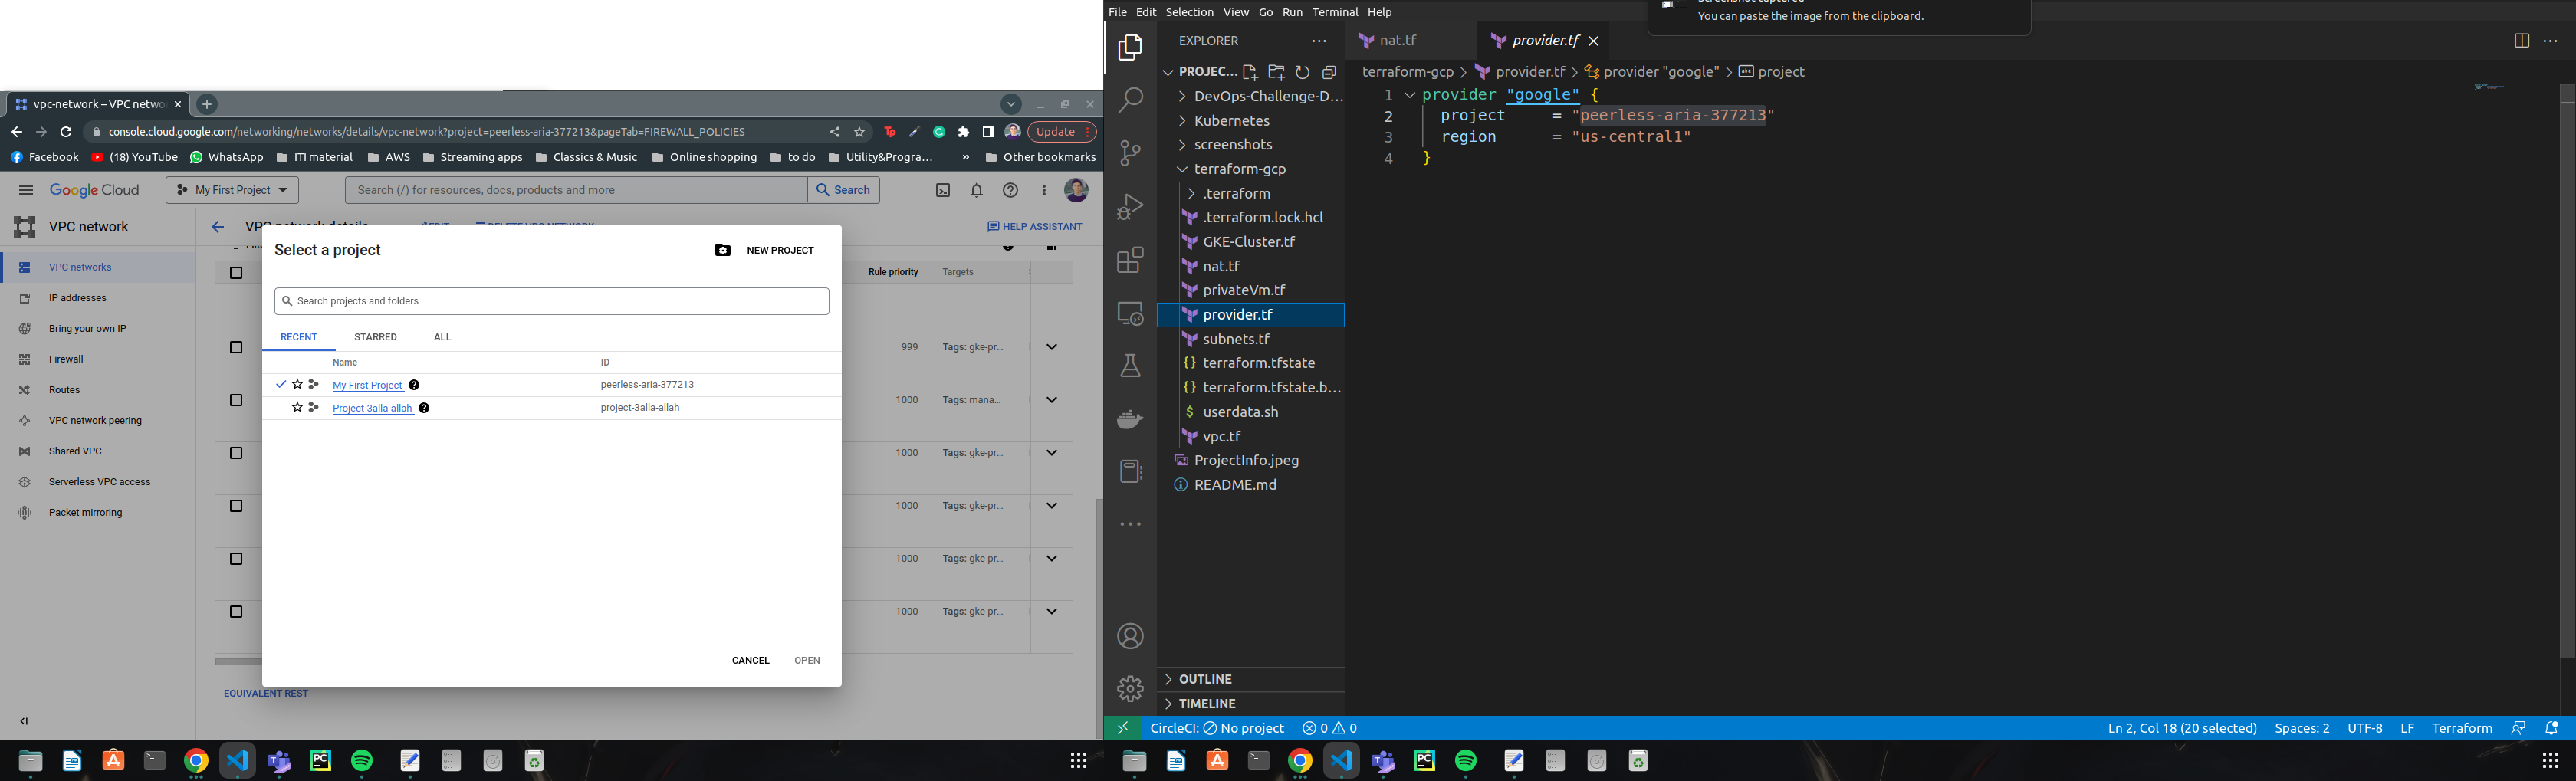 vpc-network – VPC netwo
console.cloud.google.com/networking/networks/details/vpc-network?project=peerless-aria-377213&pageTab=FIREWALL_POLICIES
Update
Facebook
(18) YouTube
WhatsApp
ITI material
AWS
Streaming apps
Classics & Music
Online shopping
to do
Utility&Progra…
»
Other bookmarks
Google Cloud
My First Project
Search (/) for resources, docs, products and more
Search
VPC network
VPC network details
EDIT
DELETE VPC NETWORK
HELP ASSISTANT
VPC networks
IP addresses
Bring your own IP
Firewall
Routes
VPC network peering
Shared VPC
Serverless VPC access
Packet mirroring
Rule priority
Targets
999
Tags: gke-pr...
1000
Tags: mana...
1000
Tags: gke-pr...
1000
Tags: gke-pr...
1000
Tags: gke-pr...
1000
Tags: gke-pr...
EQUIVALENT REST
Select a project
NEW PROJECT
Search projects and folders
RECENT
STARRED
ALL
Name
ID
My First Project
peerless-aria-377213
Project-3alla-allah
project-3alla-allah
CANCEL
OPEN
File Edit Selection View Go Run Terminal Help
Screenshot captured
You can paste the image from the clipboard.
EXPLORER
PROJEC...
DevOps-Challenge-D...
Kubernetes
screenshots
terraform-gcp
.terraform
.terraform.lock.hcl
GKE-Cluster.tf
nat.tf
privateVm.tf
provider.tf
subnets.tf
terraform.tfstate
terraform.tfstate.b...
userdata.sh
vpc.tf
ProjectInfo.jpeg
README.md
OUTLINE
TIMELINE
nat.tf
provider.tf
terraform-gcp > provider.tf > provider "google" > project
1 provider "google" {
2 project = "peerless-aria-377213"
3 region = "us-central1"
4 }
CircleCI: No project
0 0
Ln 2, Col 18 (20 selected)
Spaces: 2
UTF-8
LF
Terraform